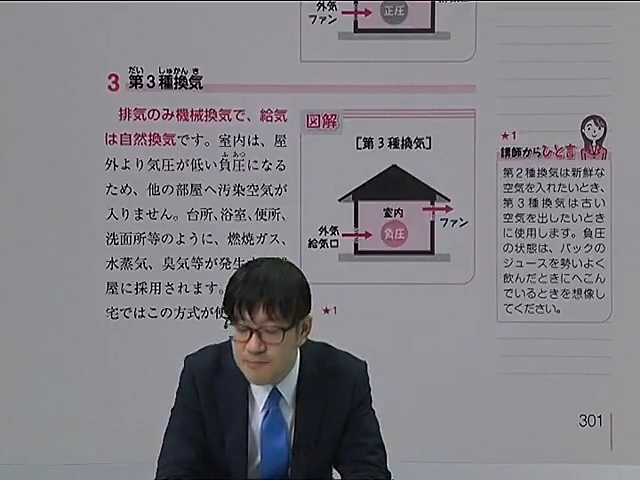 正圧
外気
ファン
だい しゅかん き
3 第3種換気
排気のみ機械換気で、給気
は自然換気です。室内は、屋
ふ あつ
外より気圧が低い負圧になる
ため、他の部屋へ汚染空気が
入りません。台所、浴室、便所、
洗面所等のように、燃焼ガス、
水蒸気、臭気等が発生す
屋に採用されます。
宅ではこの方式が
★1
図解
[第3種換気]
室内
負圧
ファン
外気
給気口
★1
講師からひと言
第2種換気は新鮮な
空気を入れたいとき、
第3種換気は古い
空気を出したいとき
に使用します。負圧
の状態は、パックの
ジュースを勢いよく
飲んだときにへこん
でいるときを想像し
てください。
301